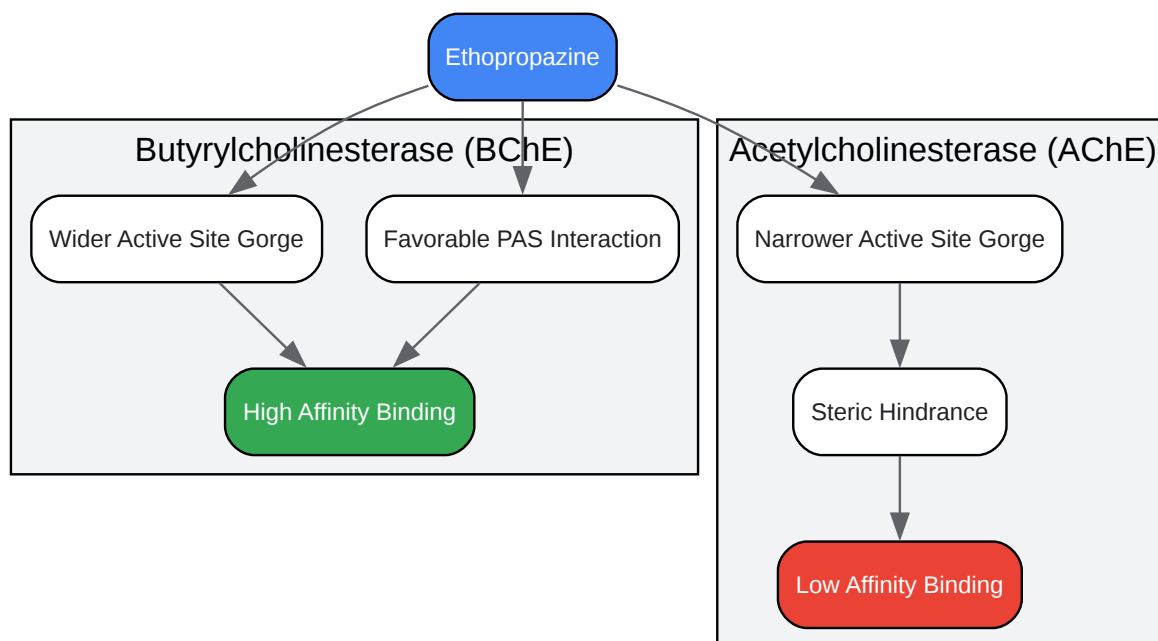 Ethopropazine
Butyrylcholinesterase (BChE)
Acetylcholinesterase (AChE)
Wider Active Site Gorge
Favorable PAS Interaction
Narrower Active Site Gorge
High Affinity Binding
Steric Hindrance
Low Affinity Binding